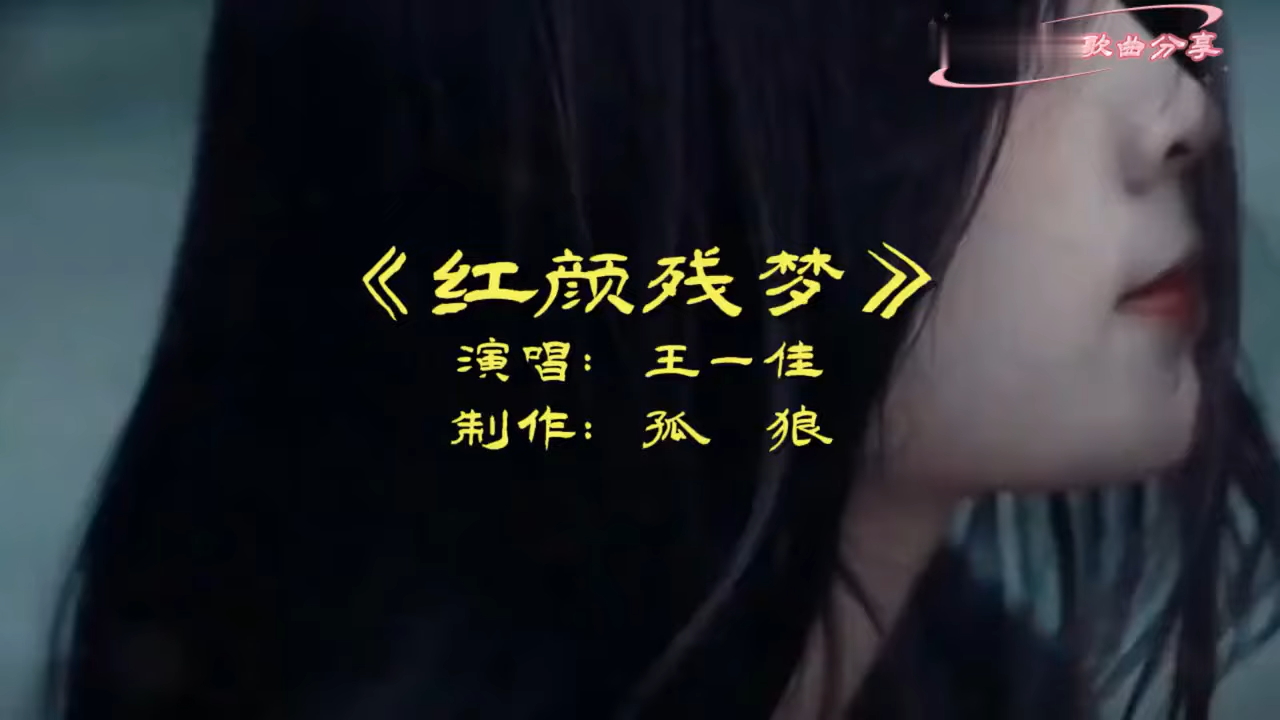 歌曲分享
《红颜残梦》
演唱： 王一佳
制作： 孤 狼